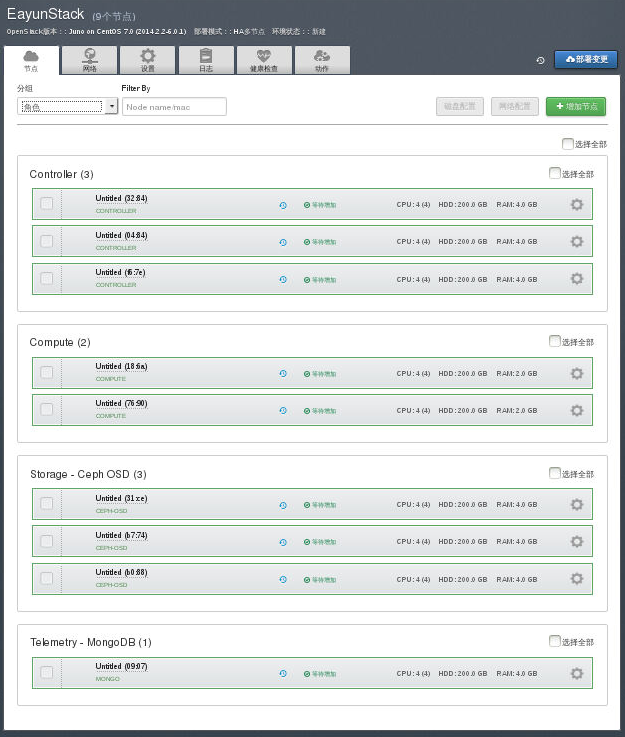 EayunStack (9个节点)
OpenStack版本:: Juno on CentOS 7.0 (2014.2.2-6.0.1) 部署模式:: HA多节点 环境状态:: 新建
节点 网络 设置 日志 健康检查 动作 部署变更
分组 Filter By
角色 Node name/mac 磁盘配置 网络配置 增加节点
选择全部
Controller (3) 选择全部
Untitled (32:84)
CONTROLLER 等待增加 CPU: 4 (4) HDD: 200.0 GB RAM: 4.0 GB
Untitled (04:84)
CONTROLLER 等待增加 CPU: 4 (4) HDD: 200.0 GB RAM: 4.0 GB
Untitled (f6:7e)
CONTROLLER 等待增加 CPU: 4 (4) HDD: 200.0 GB RAM: 4.0 GB
Compute (2) 选择全部
Untitled (18:6a)
COMPUTE 等待增加 CPU: 4 (4) HDD: 200.0 GB RAM: 2.0 GB
Untitled (76:90)
COMPUTE 等待增加 CPU: 4 (4) HDD: 200.0 GB RAM: 2.0 GB
Storage - Ceph OSD (3) 选择全部
Untitled (31:xe)
CEPH-OSD 等待增加 CPU: 4 (4) HDD: 200.0 GB RAM: 4.0 GB
Untitled (b7:74)
CEPH-OSD 等待增加 CPU: 4 (4) HDD: 200.0 GB RAM: 4.0 GB
Untitled (b0:88)
CEPH-OSD 等待增加 CPU: 4 (4) HDD: 200.0 GB RAM: 4.0 GB
Telemetry - MongoDB (1) 选择全部
Untitled (09:07)
MONGO 等待增加 CPU: 4 (4) HDD: 200.0 GB RAM: 4.0 GB